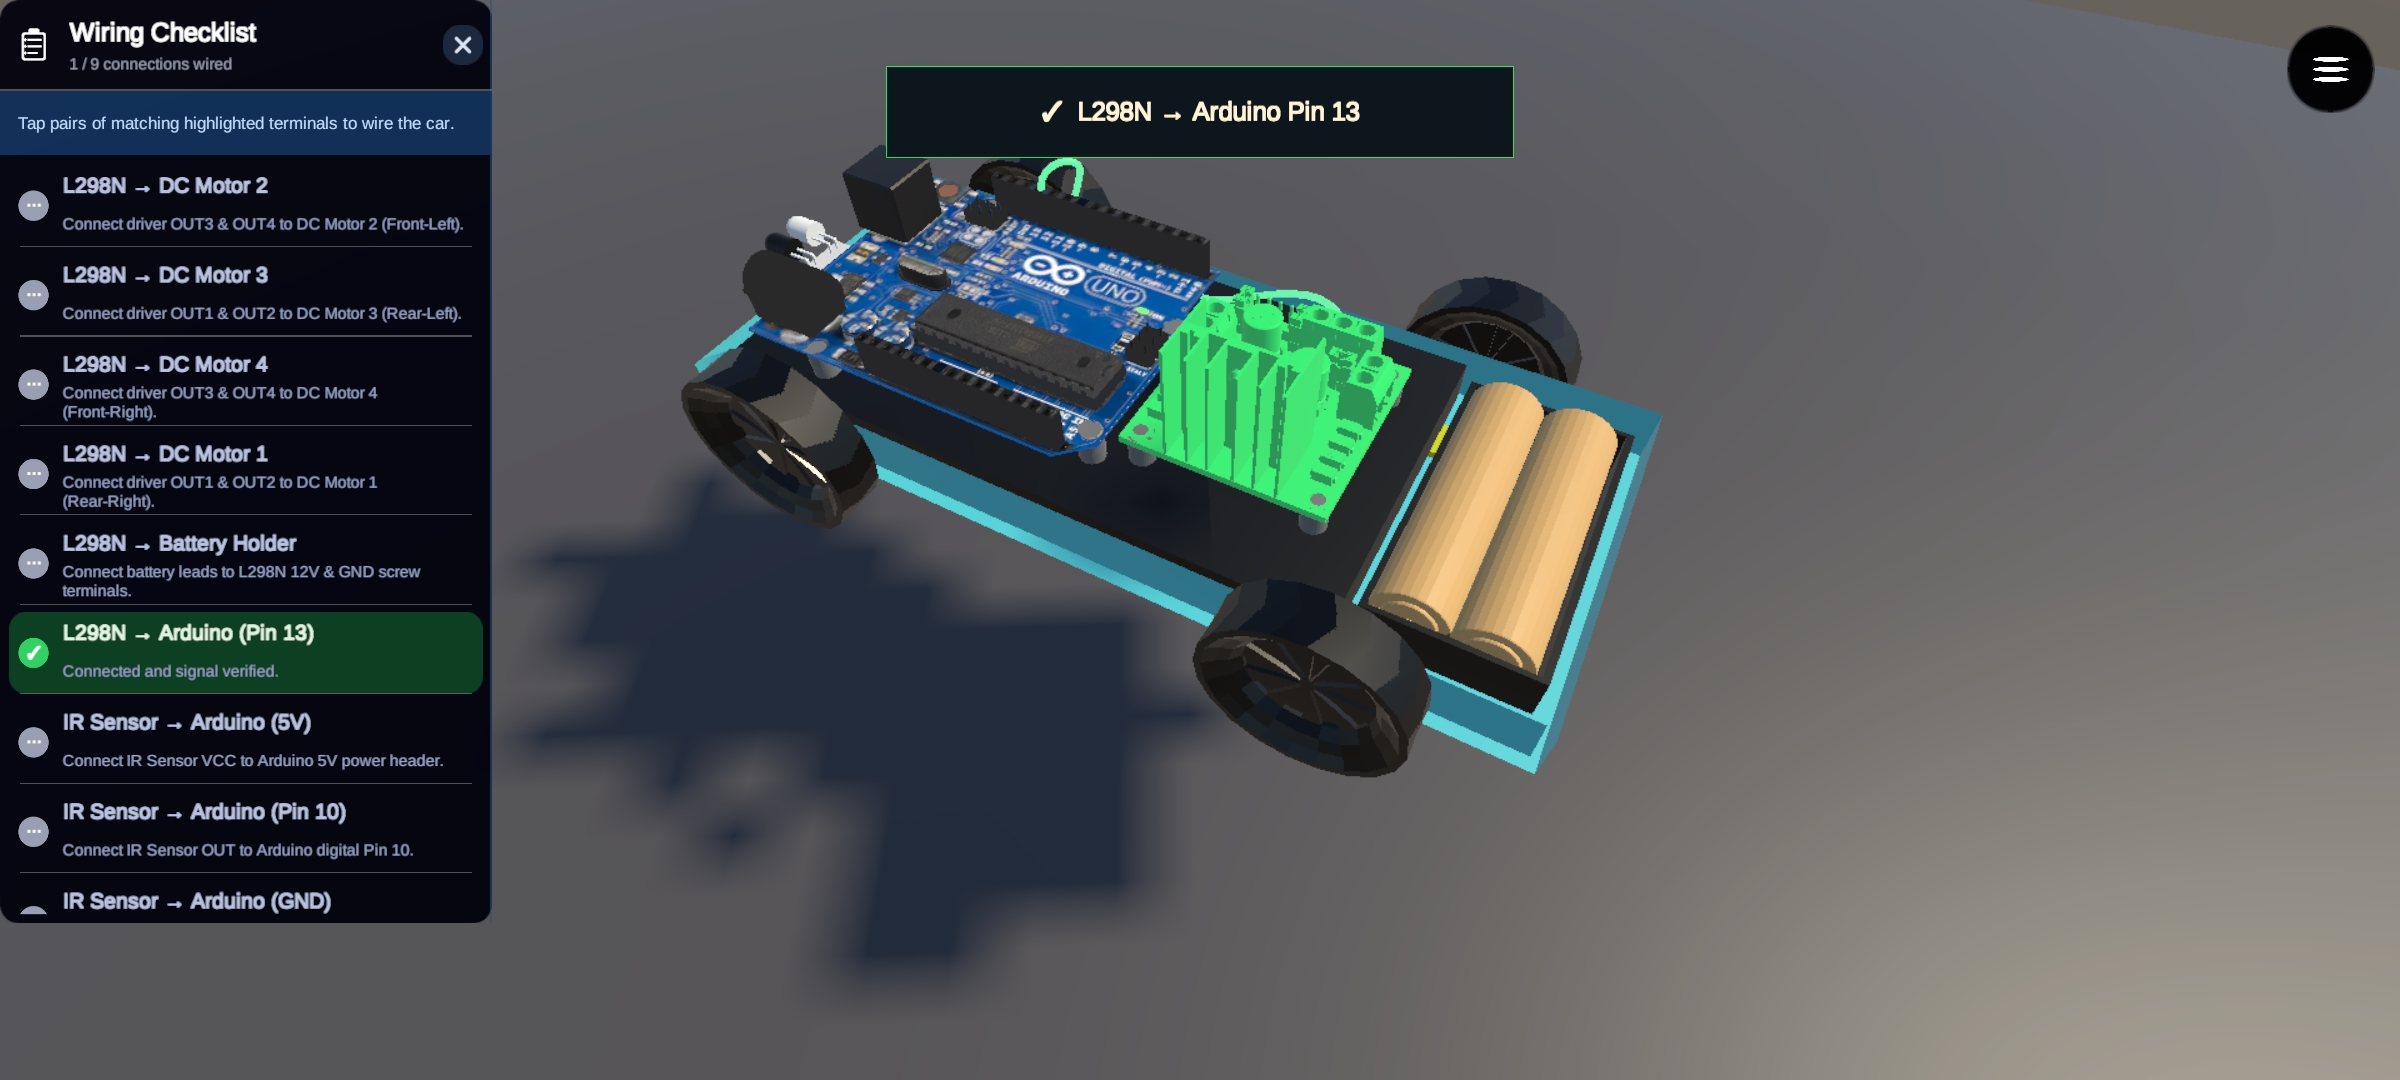 Wiring Checklist
1 / 9 connections wired
Tap pairs of matching highlighted terminals to wire the car.
L298N → DC Motor 2
Connect driver OUT3 & OUT4 to DC Motor 2 (Front-Left).
L298N → DC Motor 3
Connect driver OUT1 & OUT2 to DC Motor 3 (Rear-Left).
L298N → DC Motor 4
Connect driver OUT3 & OUT4 to DC Motor 4
(Front-Right).
L298N → DC Motor 1
Connect driver OUT1 & OUT2 to DC Motor 1
(Rear-Right).
L298N → Battery Holder
Connect battery leads to L298N 12V & GND screw
terminals.
L298N → Arduino (Pin 13)
Connected and signal verified.
IR Sensor → Arduino (5V)
Connect IR Sensor VCC to Arduino 5V power header.
IR Sensor → Arduino (Pin 10)
Connect IR Sensor OUT to Arduino digital Pin 10.
IR Sensor → Arduino (GND)
✓ L298N → Arduino Pin 13
ARDUINO
UNO
DIGITAL